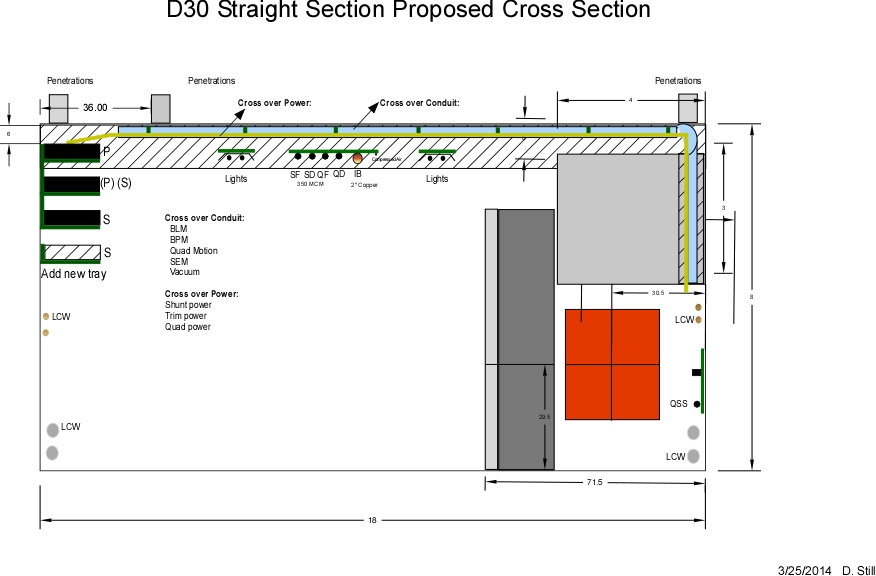 D30 Straight Section Proposed Cross Section
Penetrations
Penetrations
Penetrations
36.00
Cross over Power:
Cross over Conduit:
4
6
P
Lights
SF SD QF QD IB
350 MCM
2" Copper
Compressed Air
Lights
(P) (S)
3
S
Cross over Conduit:
BLM
BPM
Quad Motion
SEM
Vacuum
S
Add new tray
Cross over Power:
Shunt power
Trim power
Quad power
30.5
8
LCW
LCW
QSS
29.5
LCW
LCW
71.5
18
3/25/2014 D. Still